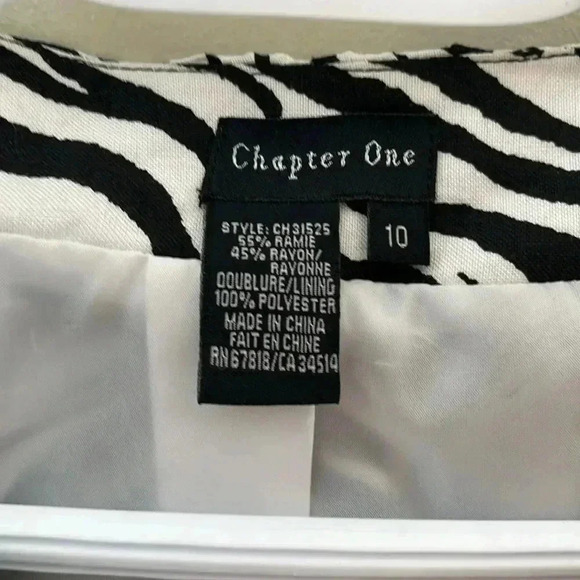 Chapter One
10
STYLE: CH31525
55% RAMIE
45% RAYON/
RAYONNE
DOUBLURE/LINING
100% POLYESTER
MADE IN CHINA
FAIT EN CHINE
RN67818/CA34514